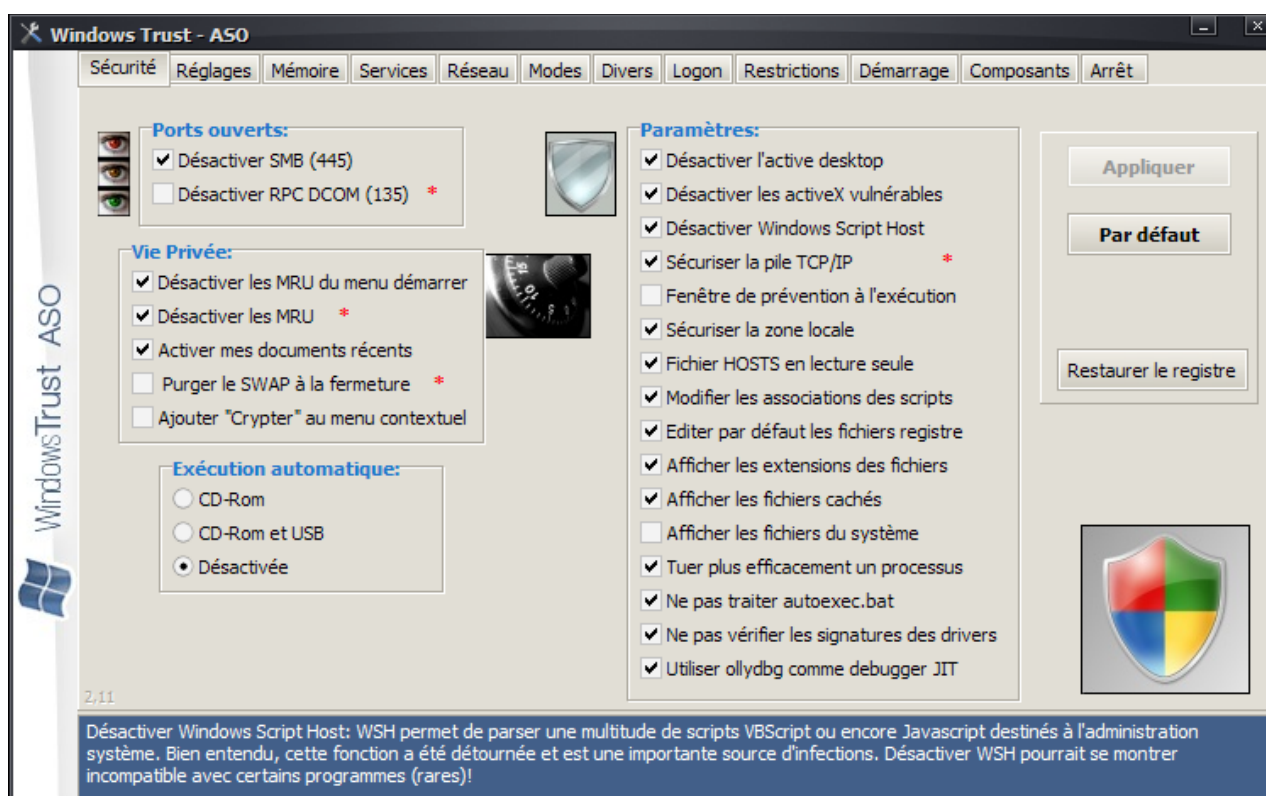 Windows Trust - ASO
Sécurité Réglages Mémoire Services Réseau Modes Divers Logon Restrictions Démarrage Composants Arrêt
Ports ouverts:
Désactiver SMB (445)
Désactiver RPC DCOM (135) *
Vie Privée:
Désactiver les MRU du menu démarrer
Désactiver les MRU *
Activer mes documents récents
Purger le SWAP à la fermeture *
Ajouter "Crypter" au menu contextuel
Exécution automatique:
CD-Rom
CD-Rom et USB
Désactivée
Paramètres:
Désactiver l'active desktop
Désactiver les activeX vulnérables
Désactiver Windows Script Host
Sécuriser la pile TCP/IP *
Fenêtre de prévention à l'exécution
Sécuriser la zone locale
Fichier HOSTS en lecture seule
Modifier les associations des scripts
Editer par défaut les fichiers registre
Afficher les extensions des fichiers
Afficher les fichiers cachés
Afficher les fichiers du système
Tuer plus efficacement un processus
Ne pas traiter autoexec.bat
Ne pas vérifier les signatures des drivers
Utiliser ollydbg comme debugger JIT
Appliquer
Par défaut
Restaurer le registre
WindowsTrust ASO
2,11
Désactiver Windows Script Host: WSH permet de parser une multitude de scripts VBScript ou encore Javascript destinés à l'administration
système. Bien entendu, cette fonction a été détournée et est une importante source d'infections. Désactiver WSH pourrait se montrer
incompatible avec certains programmes (rares)!